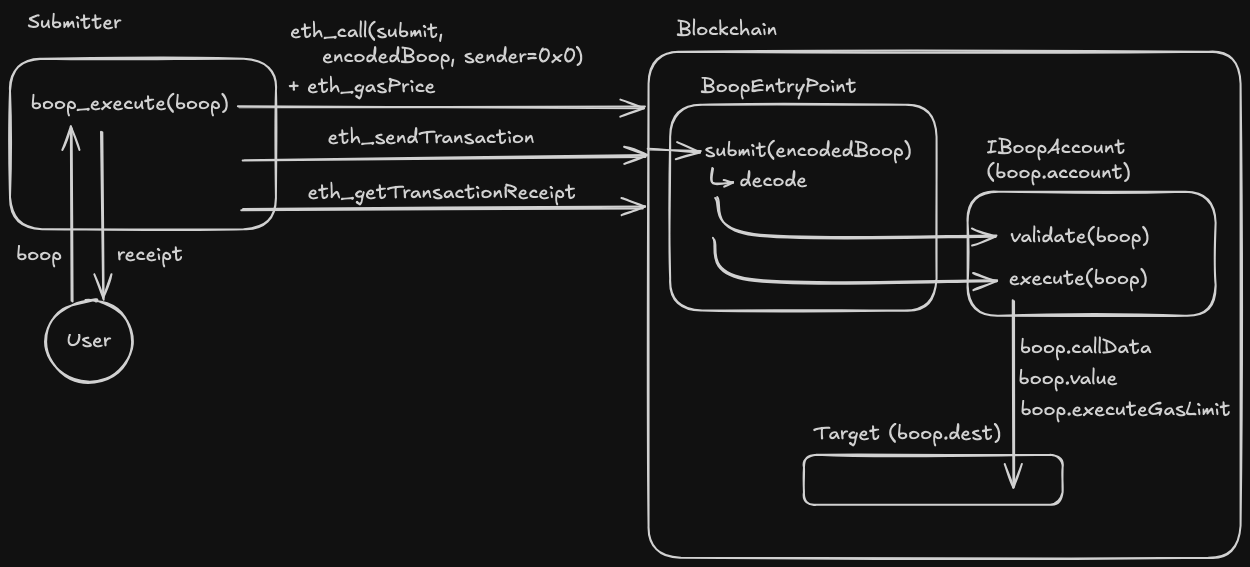 Submitter
boop_execute(boop)
boop
receipt
User
eth_call(submit,
encodedBoop, sender=0x0)
+ eth_gasPrice
eth_sendTransaction
eth_getTransactionReceipt
Blockchain
BoopEntryPoint
submit(encodedBoop)
decode
IBoopAccount
(boop.account)
validate(boop)
execute(boop)
boop.callData
boop.value
boop.executeGasLimit
Target (boop.dest)